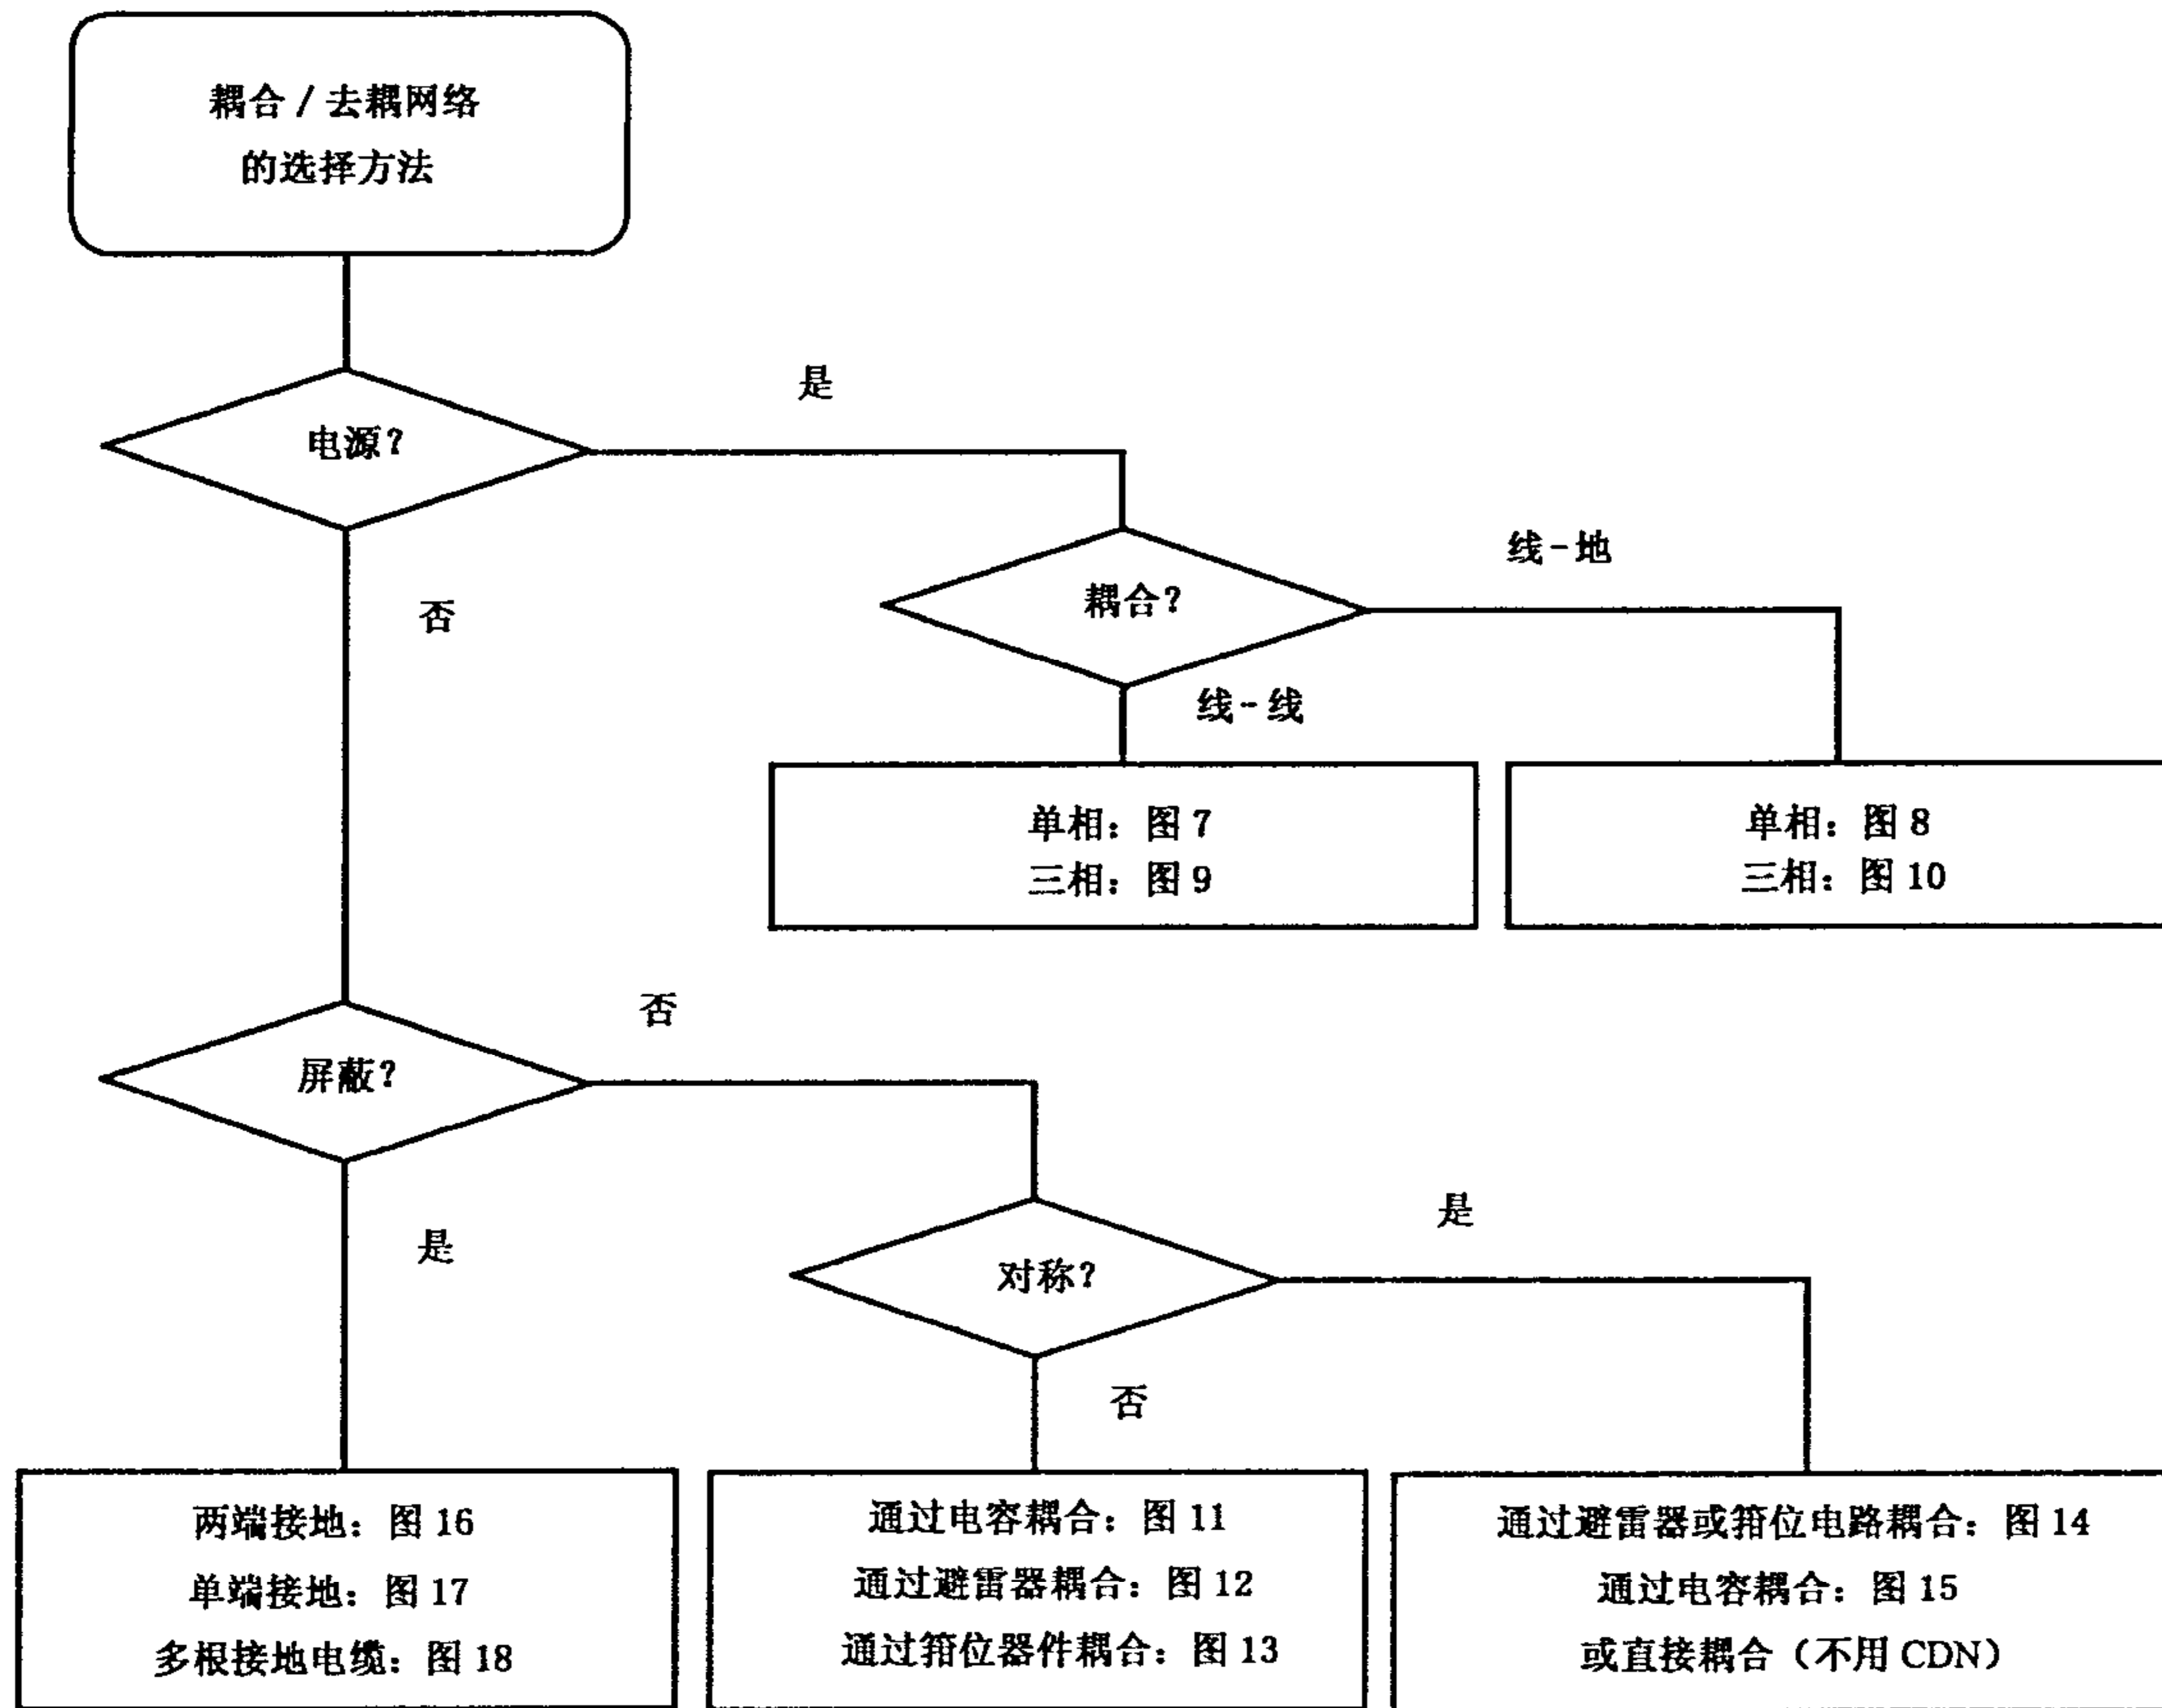 耦合/去耦网络
的选择方法
电源?
是
否
耦合?
线-地
线-线
单相:图 7
三相:图 9
单相:图 8
三相:图 10
屏蔽?
否
是
对称?
是
否
两端接地:图 16
单端接地:图 17
多根接地电缆:图 18
通过电容耦合:图 11
通过避雷器耦合:图 12
通过箝位器件耦合:图 13
通过避雷器或箝位电路耦合:图 14
通过电容耦合:图 15
或直接耦合(不用 CDN)